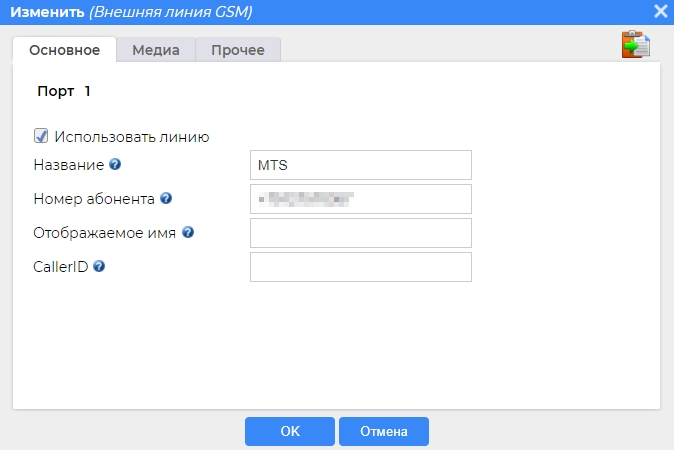 Изменить (Внешняя линия GSM)
Основное Медиа Прочее
Порт 1
Использовать линию
Название MTS
Номер абонента
Отображаемое имя
CallerID
OK Отмена